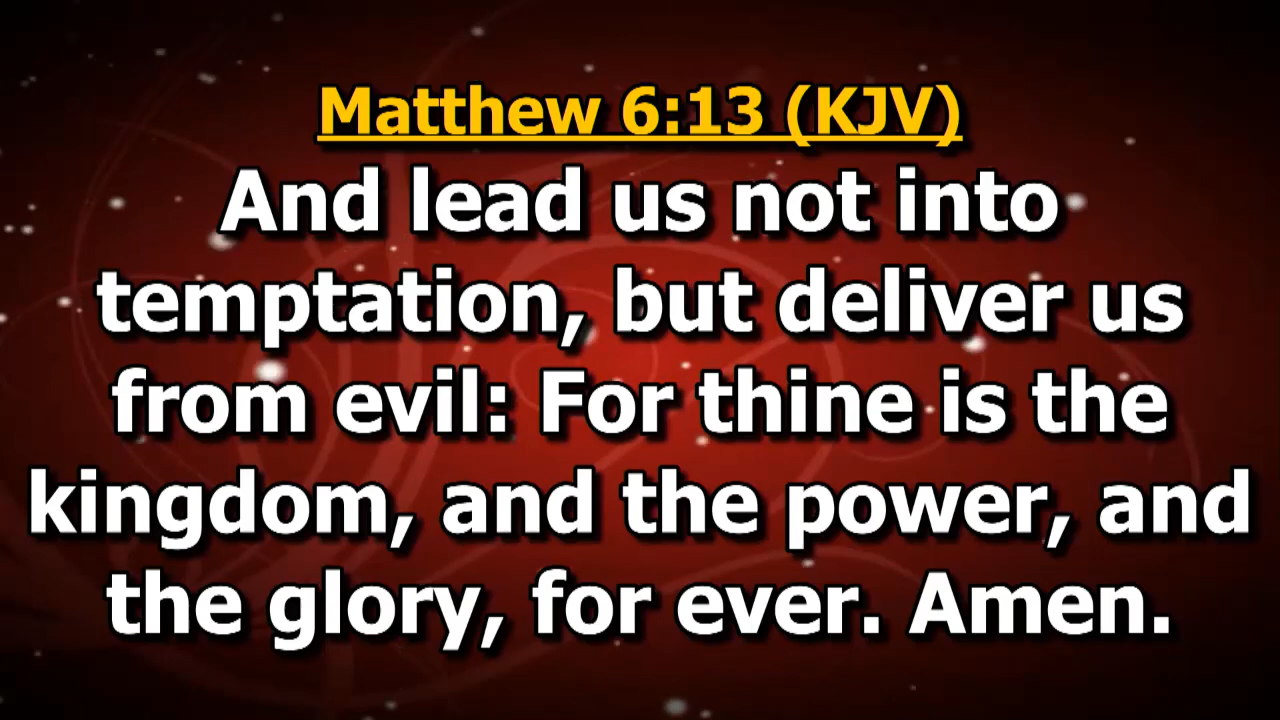 Matthew 6:13 (KJV)
And lead us not into
temptation, but deliver us
from evil: For thine is the
kingdom, and the power, and
the glory, for ever. Amen.